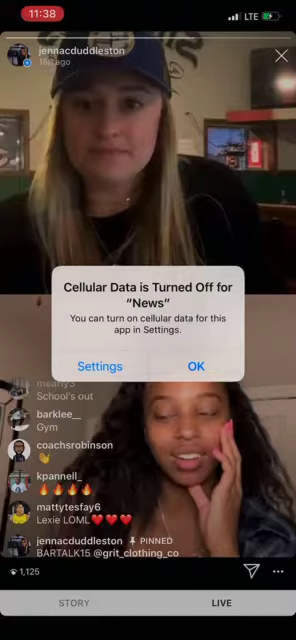 11:38
LTE
jennacduddleston
Cellular Data is Turned Off for
“News”
You can turn on cellular data for this
app in Settings.
Settings
OK
School's out
barklee__
Gym
coachsrobinson
👋
kpannell_
🔥🔥🔥🔥
mattytesfay6
Lexie LOML❤️❤️❤️
jennacduddleston PINNED
BARTALK15 @grit_clothing_co
1,125
STORY
LIVE